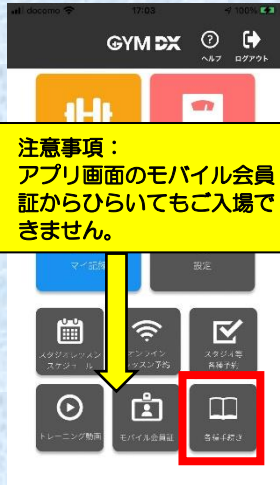 docomo 17:03 100%
GYM DX
ヘルプ ログアウト
注意事項：
アプリ画面のモバイル会員
証からひらいてもご入場で
きません。
マイ記録 設定
スタジオレッスン
スケジュール
オンライン
レッスン予約
スタジオ等
各種予約
トレーニング動画 モバイル会員証 各種手続き